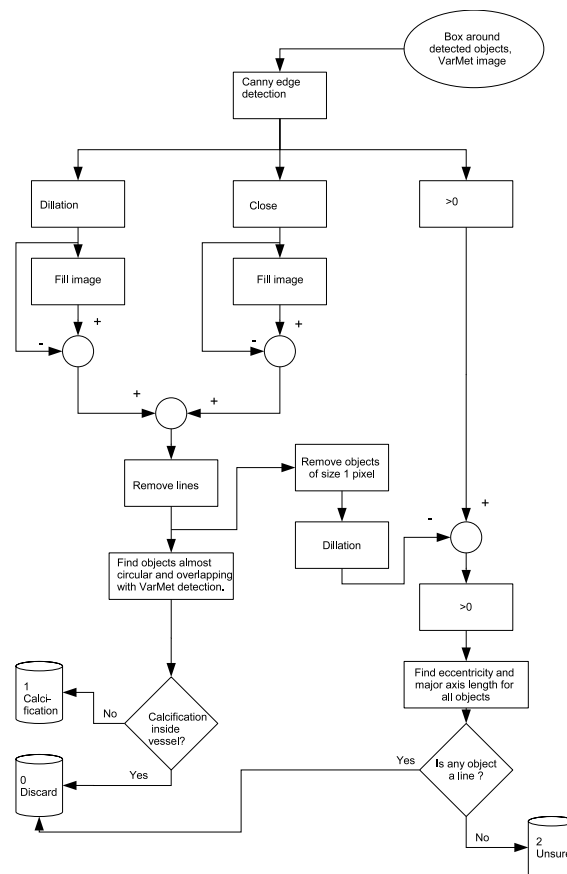 Box around
detected objects,
VarMet image
Canny edge
detection
Dillation
Close
>0
Fill image
Fill image
+
+
-
-
+
+
Remove lines
Remove objects
of size 1 pixel
+
-
Dillation
Find objects almost
circular and overlapping
with VarMet detection.
>0
Find eccentricity and
major axis length for
all objects
1
Calci-
fication
No
Calcification
inside
vessel?
Yes
0
Discard
Yes
Is any object
a line ?
No
2
Unsure